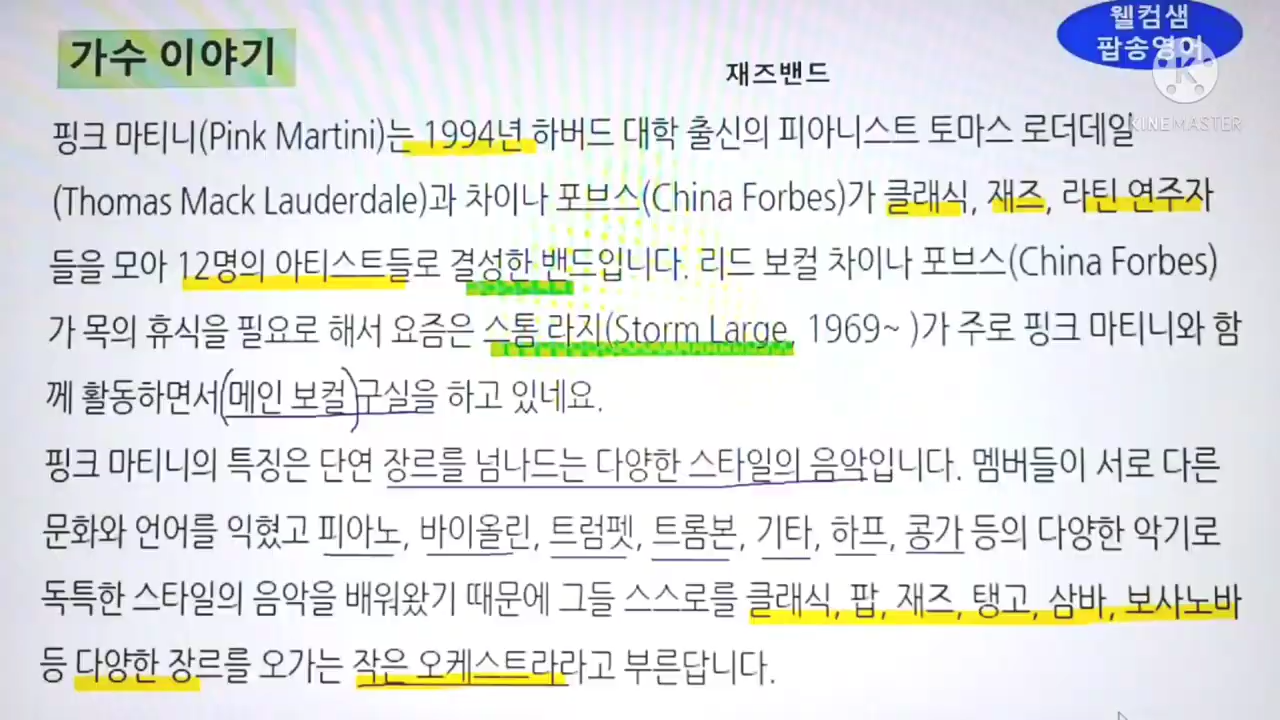 웰컴샘
팝송영어
가수 이야기
재즈밴드
KINEMASTER
핑크 마티니(Pink Martini)는 1994년 하버드 대학 출신의 피아니스트 토마스 로더데일
(Thomas Mack Lauderdale)과 차이나 포브스(China Forbes)가 클래식, 재즈, 라틴 연주자
들을 모아 12명의 아티스트들로 결성한 밴드입니다. 리드 보컬 차이나 포브스(China Forbes)
가 목의 휴식을 필요로 해서 요즘은 스톰 라지(Storm Large, 1969~ )가 주로 핑크 마티니와 함
께 활동하면서(메인 보컬)구실을 하고 있네요.
핑크 마티니의 특징은 단연 장르를 넘나드는 다양한 스타일의 음악입니다. 멤버들이 서로 다른
문화와 언어를 익혔고 피아노, 바이올린, 트럼펫, 트롬본, 기타, 하프, 콩가 등의 다양한 악기로
독특한 스타일의 음악을 배워왔기 때문에 그들 스스로를 클래식, 팝, 재즈, 탱고, 삼바, 보사노바
등 다양한 장르를 오가는 작은 오케스트라라고 부른답니다.